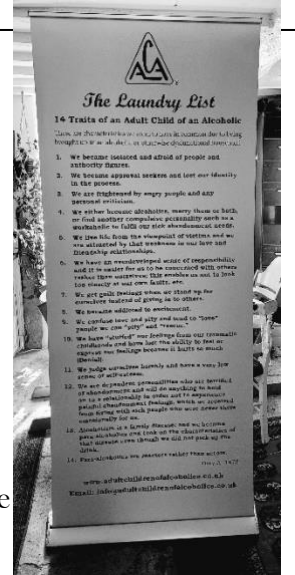 ACA
The Laundry List
14 Traits of an Adult Child of an Alcoholic
1. We became isolated and afraid of people and
authority figures.
2. We became approval seekers and lost our identity
in the process.
3. We are frightened by angry people and any
personal criticism.
4. We either become alcoholics, marry them or both,
or find another compulsive personality such as a
workaholic to fulfil our sick abandonment needs.
5. We live life from the viewpoint of victims and we
are attracted by that weakness in our love and
friendship relationships.
6. We have an overdeveloped sense of responsibility
and it is easier for us to be concerned with others
rather than ourselves; this enables us not to look
too closely at our own faults, etc.
7. We get guilt feelings when we stand up for
ourselves instead of giving in to others.
8. We became addicted to excitement.
9. We confuse love and pity and tend to "love"
people we can "pity" and "rescue."
10. We have "stuffed" our feelings from our traumatic
childhoods and have lost the ability to feel or
express our feelings because it hurts so much
(Denial).
11. We judge ourselves harshly and have a very low
sense of self-esteem.
12. We are dependent personalities who are terrified
of abandonment and will do anything to hold
on to a relationship in order not to experience
painful abandonment feelings, which we received
from living with sick people who were never there
emotionally for us.
13. Alcoholism is a family disease; and we became
para-alcoholics and took on the characteristics of
that disease even though we did not pick up the
drink.
14. Para-alcoholics are reactors rather than actors.
www.adultchildrenofalcoholics.co.uk
Email: info@adultchildrenofalcoholics.co.uk
e